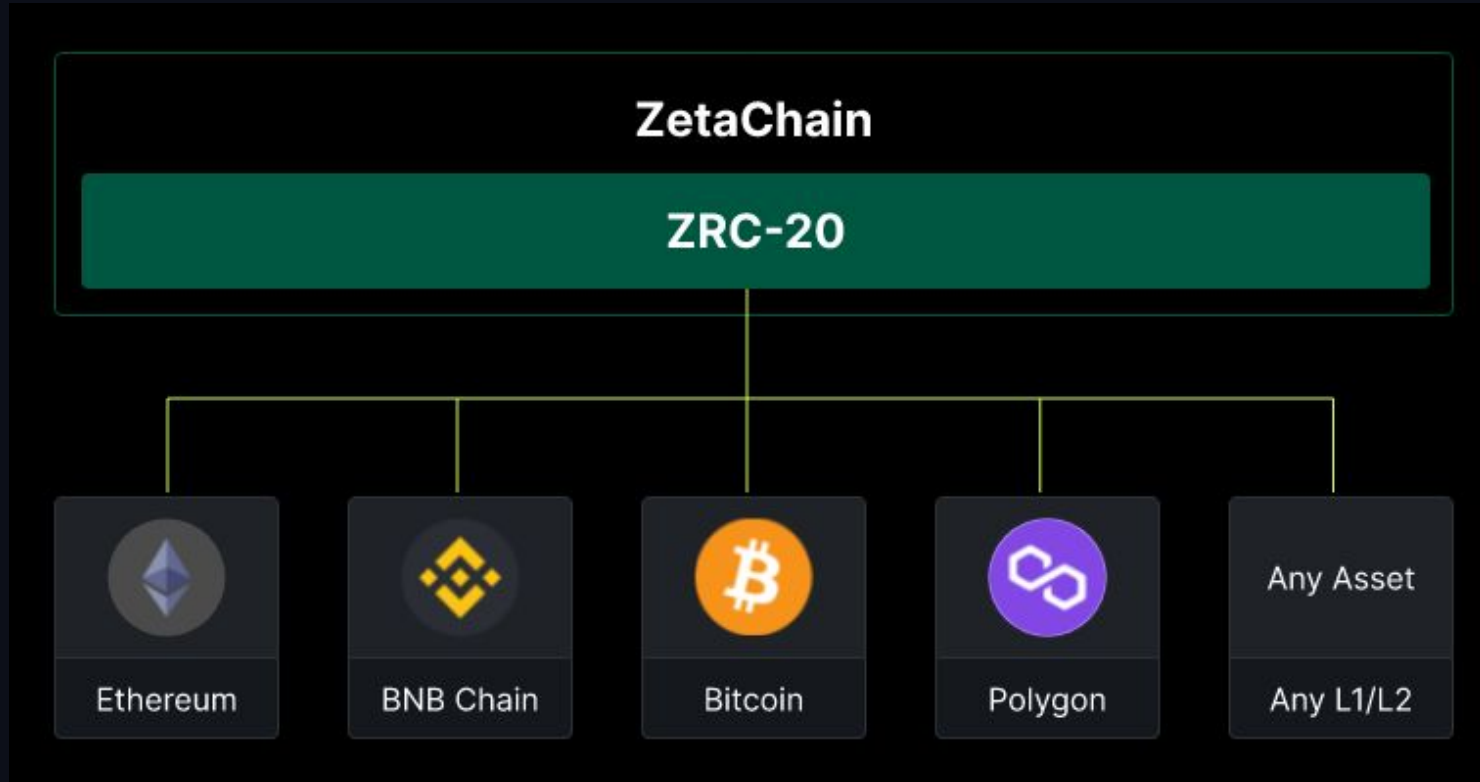 ZetaChain
ZRC-20
Any Asset
Ethereum
BNB Chain
Bitcoin
Polygon
Any L1/L2